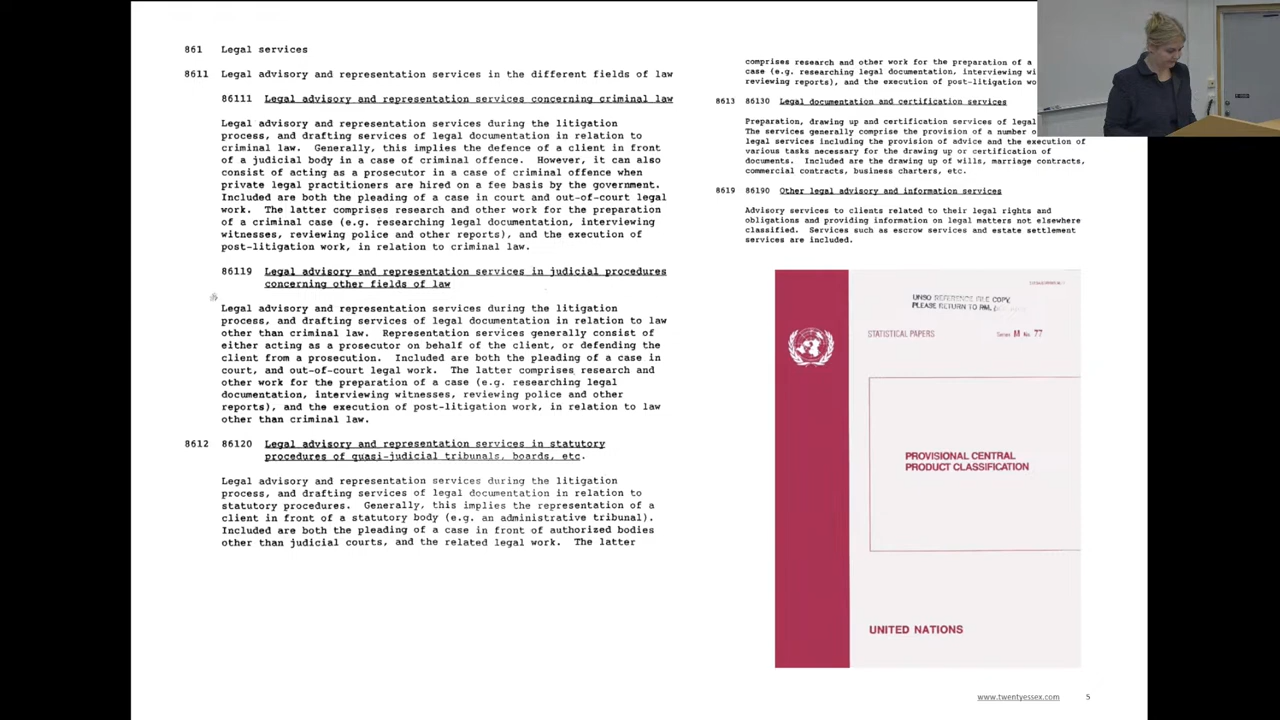 861 Legal services
8611 Legal advisory and representation services in the different fields of law
86111 Legal advisory and representation services concerning criminal law
Legal advisory and representation services during the litigation
process, and drafting services of legal documentation in relation to
criminal law. Generally, this implies the defence of a client in front
of a judicial body in a case of criminal offence. However, it can also
consist of acting as a prosecutor in a case of criminal offence when
private legal practitioners are hired on a fee basis by the government.
Included are both the pleading of a case in court and out-of-court legal
work. The latter comprises research and other work for the preparation
of a criminal case (e.g. researching legal documentation, interviewing
witnesses, reviewing police and other reports), and the execution of
post-litigation work, in relation to criminal law.
86119 Legal advisory and representation services in judicial procedures
concerning other fields of law
Legal advisory and representation services during the litigation
process, and drafting services of legal documentation in relation to law
other than criminal law. Representation services generally consist of
either acting as a prosecutor on behalf of the client, or defending the
client from a prosecution. Included are both the pleading of a case in
court, and out-of-court legal work. The latter comprises research and
other work for the preparation of a case (e.g. researching legal
documentation, interviewing witnesses, reviewing police and other
reports), and the execution of post-litigation work, in relation to law
other than criminal law.
8612 86120 Legal advisory and representation services in statutory
procedures of quasi-judicial tribunals, boards, etc.
Legal advisory and representation services during the litigation
process, and drafting services of legal documentation in relation to
statutory procedures. Generally, this implies the representation of a
client in front of a statutory body (e.g. an administrative tribunal).
Included are both the pleading of a case in front of authorized bodies
other than judicial courts, and the related legal work. The latter
comprises research and other work for the preparation of a
case (e.g. researching legal documentation, interviewing wi
reviewing reports), and the execution of post-litigation wo
8613 86130 Legal documentation and certification services
Preparation, drawing up and certification services of legal
The services generally comprise the provision of a number o
legal services including the provision of advice and the execution of
various tasks necessary for the drawing up or certification of
documents. Included are the drawing up of wills, marriage contracts,
commercial contracts, business charters, etc.
8619 86190 Other legal advisory and information services
Advisory services to clients related to their legal rights and
obligations and providing information on legal matters not elsewhere
classified. Services such as escrow services and estate settlement
services are included.
UNSO REFERENCE FILE COPY,
PLEASE RETURN TO RM.
STATISTICAL PAPERS Series M No. 77
PROVISIONAL CENTRAL
PRODUCT CLASSIFICATION
UNITED NATIONS
www.twentyessex.com 5